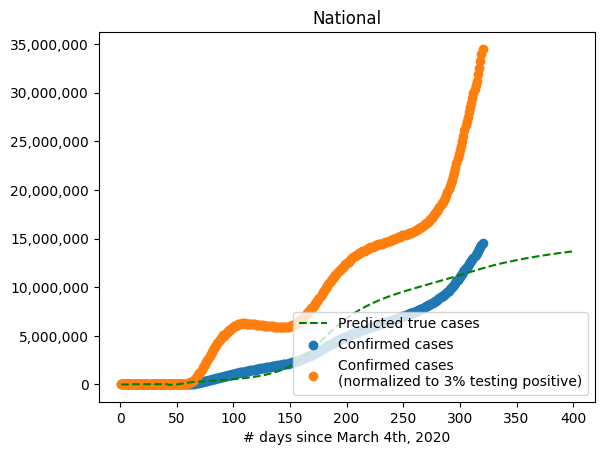 National
35,000,000
30,000,000
25,000,000
20,000,000
15,000,000
10,000,000
5,000,000
0
Predicted true cases
Confirmed cases
Confirmed cases
(normalized to 3% testing positive)
0 50 100 150 200 250 300 350 400
# days since March 4th, 2020